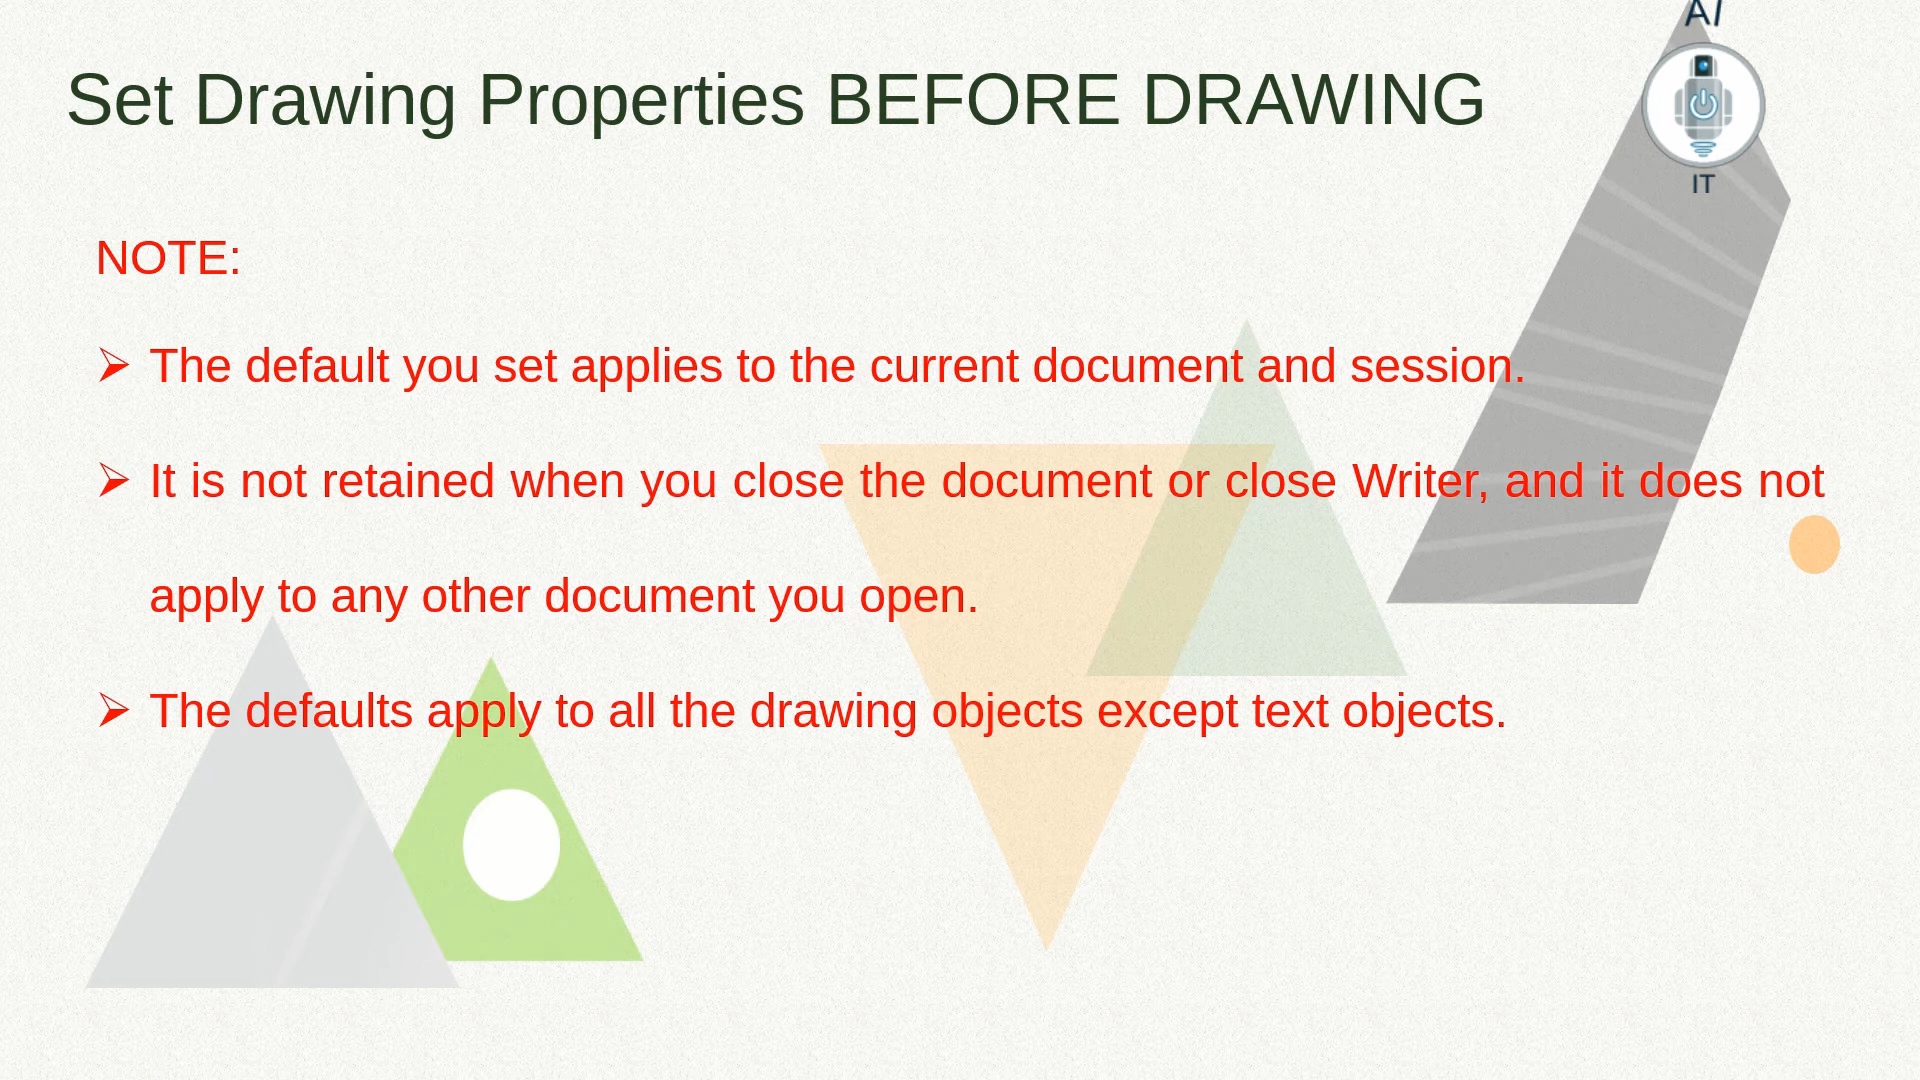 AI
Set Drawing Properties BEFORE DRAWING
IT
NOTE:
➢ The default you set applies to the current document and session.
➢ It is not retained when you close the document or close Writer, and it does not
apply to any other document you open.
➢ The defaults apply to all the drawing objects except text objects.